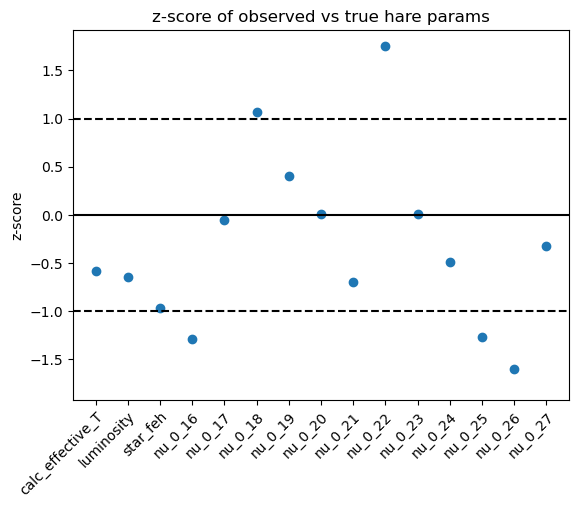 z-score of observed vs true hare params
z-score
1.5
1.0
0.5
0.0
−0.5
−1.0
−1.5
calc_effective_T
luminosity
star_feh
nu_0_16
nu_0_17
nu_0_18
nu_0_19
nu_0_20
nu_0_21
nu_0_22
nu_0_23
nu_0_24
nu_0_25
nu_0_26
nu_0_27